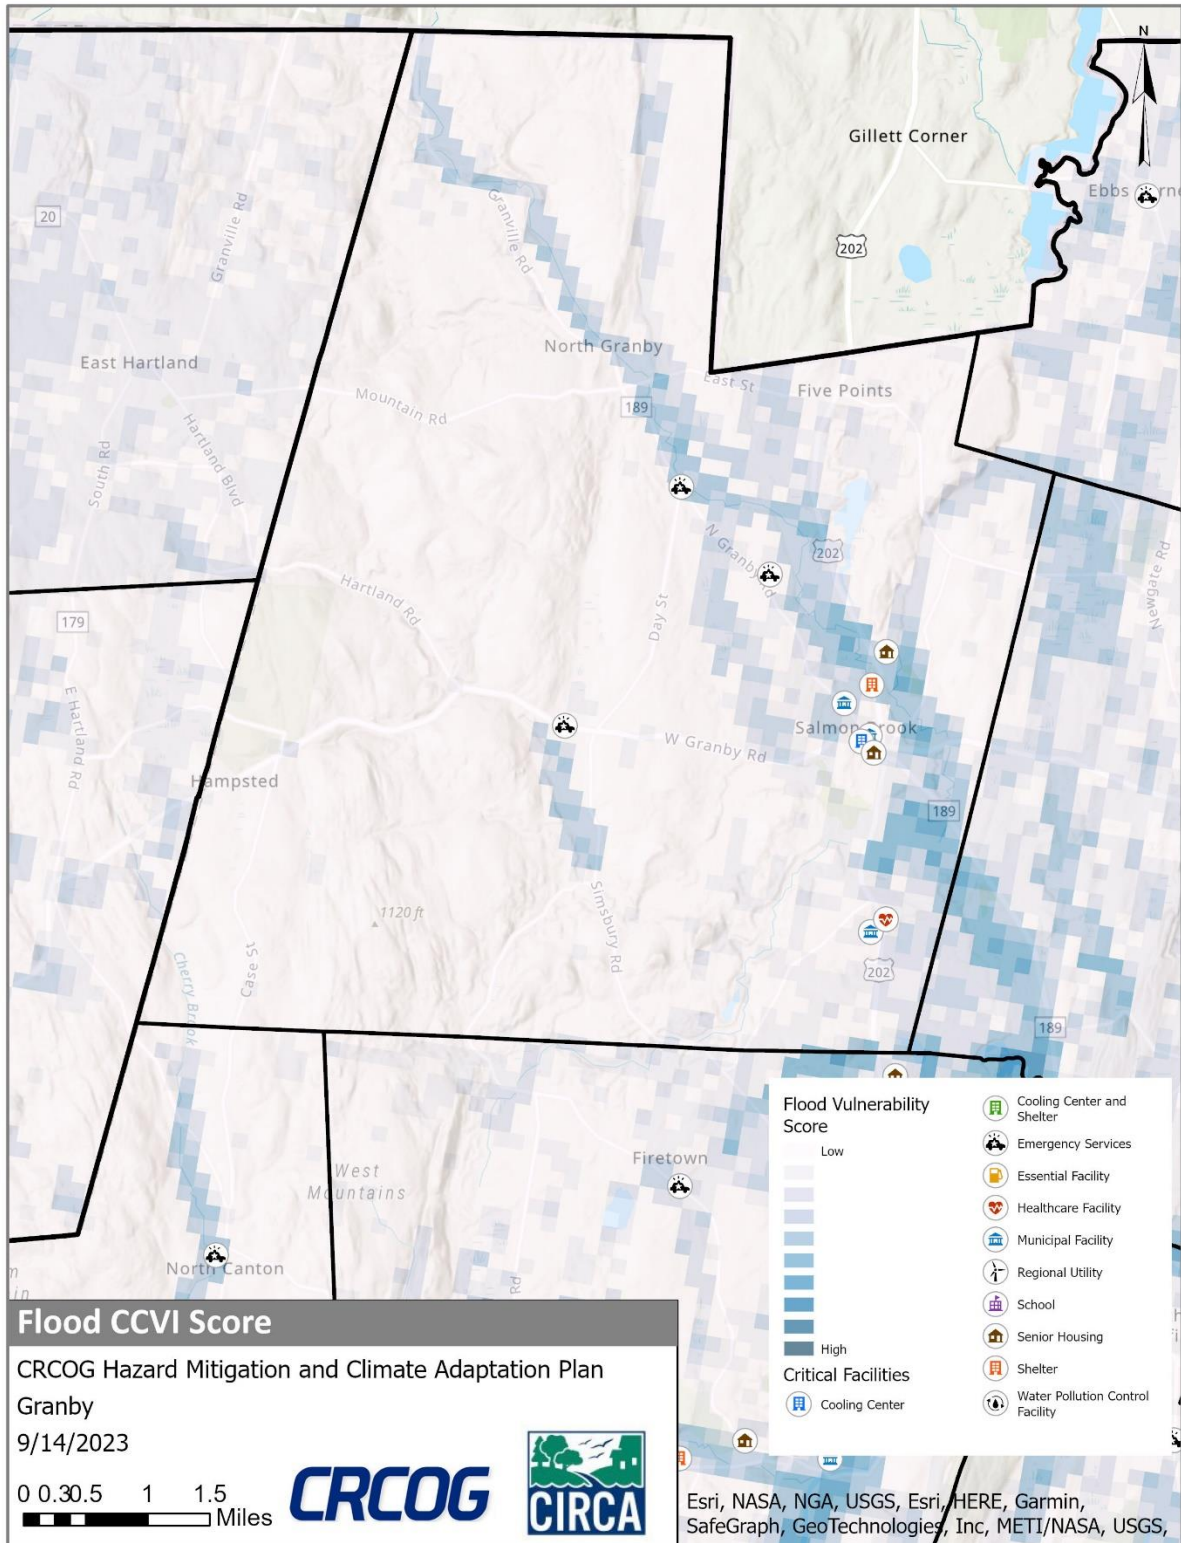 N
Gillett Corner
Ebbs
202
20
Granville Rd
Granville Rd
East Hartland
North Granby
East St
Five Points
Mountain Rd
189
South Rd
Hartland Blvd
N Granby Rd
202
Newgate Rd
Hartland Rd
Day St
179
E Hartland Rd
Salmon Brook
W Granby Rd
Hampsted
189
1120 ft
Simsbury Rd
Case St
Cherry Brook
202
189
Firetown
West
Mountains
North Canton
Rd
Flood Vulnerability
Score
Low
High
Critical Facilities
Cooling Center
Cooling Center and
Shelter
Emergency Services
Essential Facility
Healthcare Facility
Municipal Facility
Regional Utility
School
Senior Housing
Shelter
Water Pollution Control
Facility
Flood CCVI Score
CRCOG Hazard Mitigation and Climate Adaptation Plan
Granby
9/14/2023
0 0.30.5 1 1.5
Miles
CRCOG
CIRCA
Esri, NASA, NGA, USGS, Esri, HERE, Garmin,
SafeGraph, GeoTechnologies, Inc, METI/NASA, USGS,